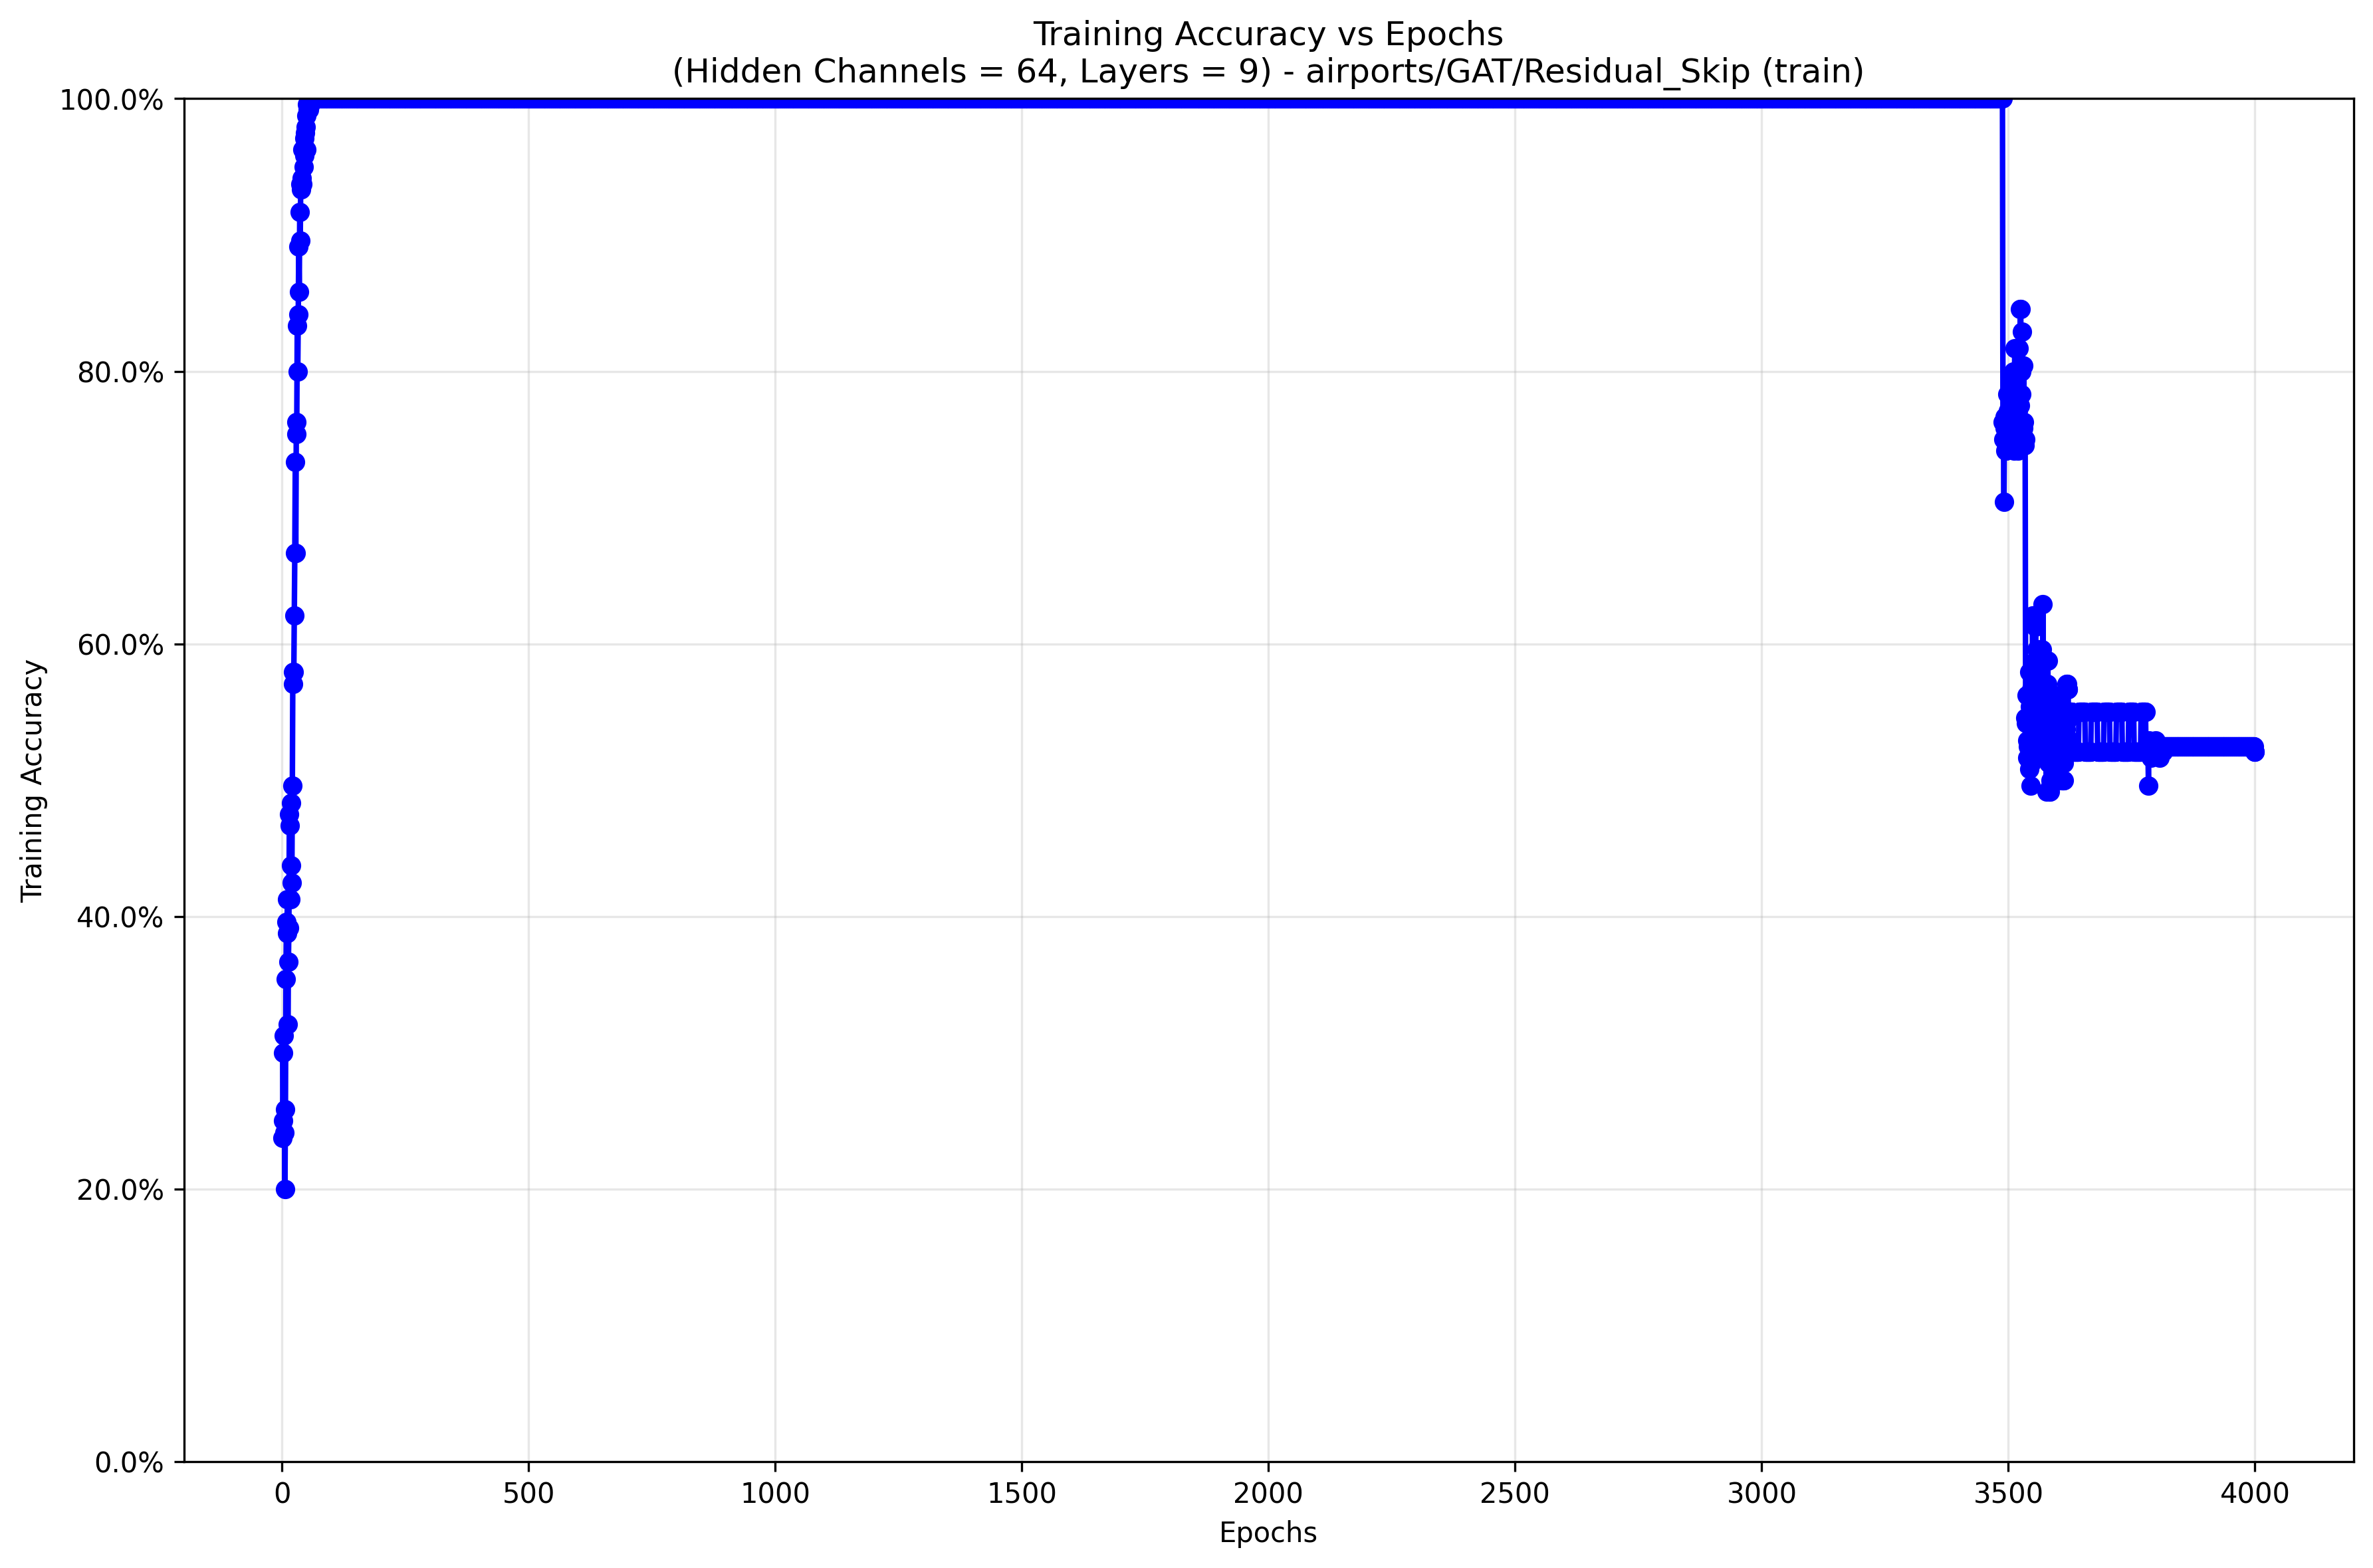 Training Accuracy vs Epochs
(Hidden Channels = 64, Layers = 9) - airports/GAT/Residual_Skip (train)
100.0%
80.0%
60.0%
40.0%
20.0%
0.0%
Training Accuracy
0 500 1000 1500 2000 2500 3000 3500 4000
Epochs